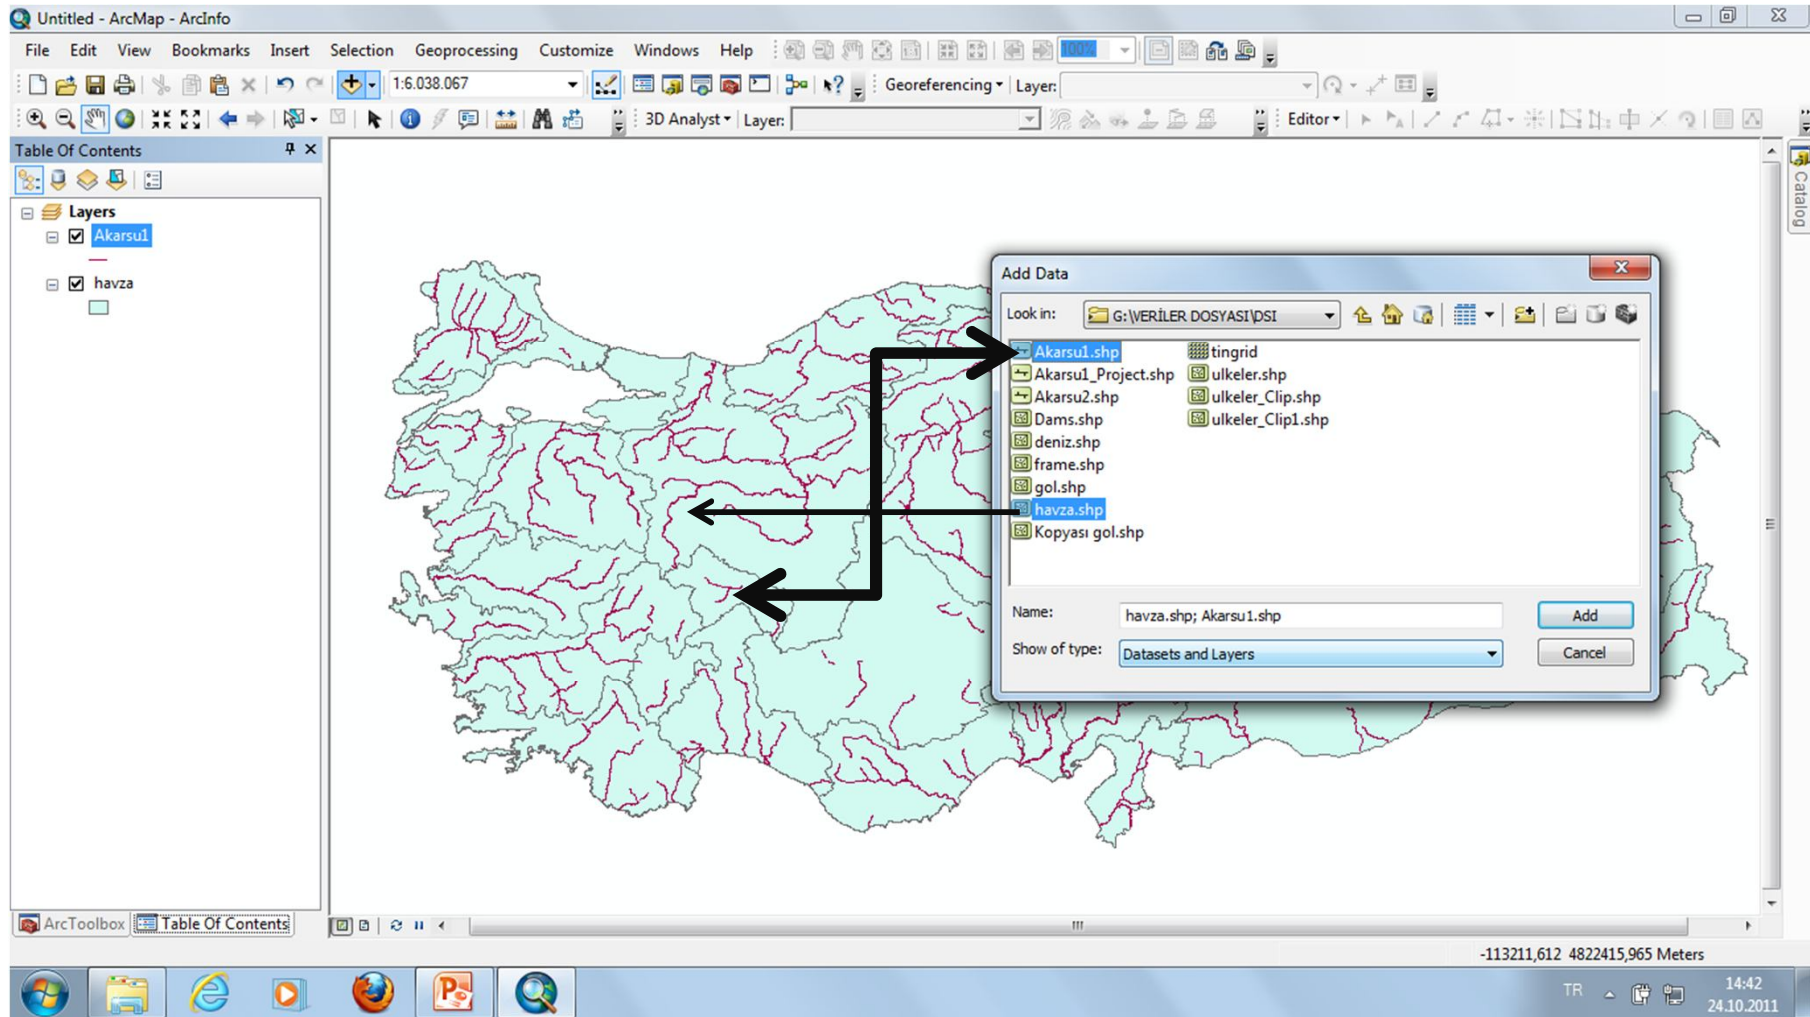 Untitled - ArcMap - ArcInfo
File Edit View Bookmarks Insert Selection Geoprocessing Customize Windows Help 100%
1:6.038.067 Georeferencing Layer:
3D Analyst Layer: Editor
Table Of Contents
Catalog
Layers
Akarsu1
havza
Add Data
Look in: G:\VERİLER DOSYASI\DSI
Akarsu1.shp
Akarsu1_Project.shp
Akarsu2.shp
Dams.shp
deniz.shp
frame.shp
gol.shp
havza.shp
Kopyası gol.shp
tingrid
ulkeler.shp
ulkeler_Clip.shp
ulkeler_Clip1.shp
Name: havza.shp; Akarsu1.shp Add
Show of type: Datasets and Layers Cancel
ArcToolbox Table Of Contents
-113211,612 4822415,965 Meters
TR 14:42
24.10.2011